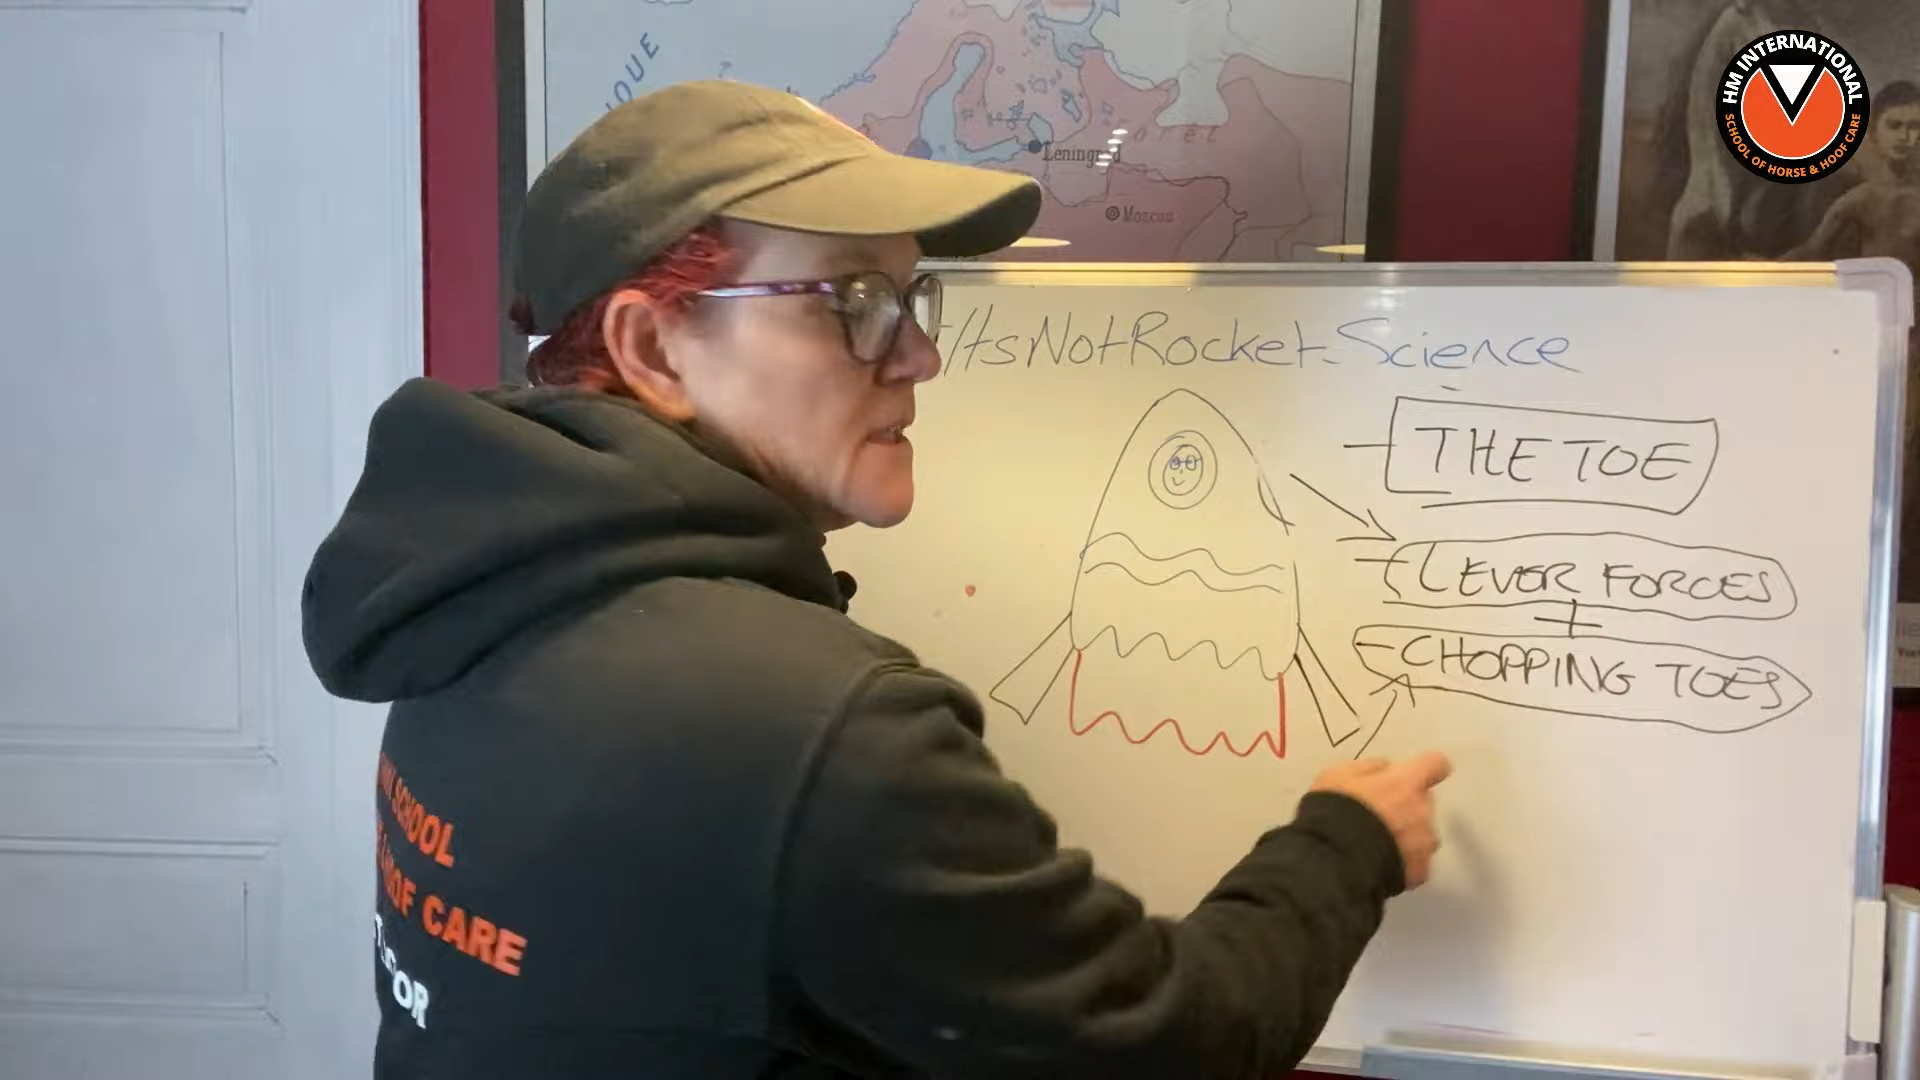 HM INTERNATIONAL
SCHOOL OF HORSE & HOOF CARE
Leningrad
Moscou
ItsNotRocket-Science
THE TOE
LEVER FORCES
+
CHOPPING TOES
SCHOOL
HOOF CARE